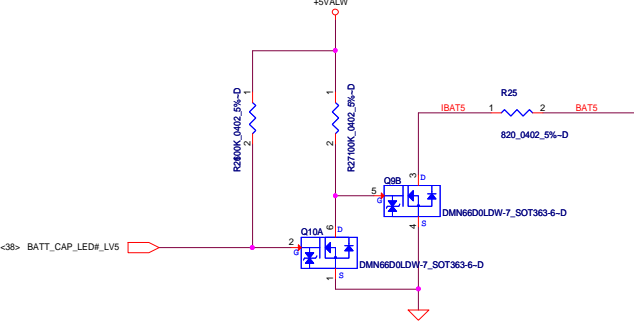 +5VALW
R25
IBAT5
1
2
BAT5
820_0402_5%~D
1
2
1
2
R27100K_0402_5%~D
Q9B
3
D
5
G
4
S
DMN66D0LDW-7_SOT363-6~D
Q10A
6
D
<38> BATT_CAP_LED#_LV5
2
G
1
S
DMN66D0LDW-7_SOT363-6~D